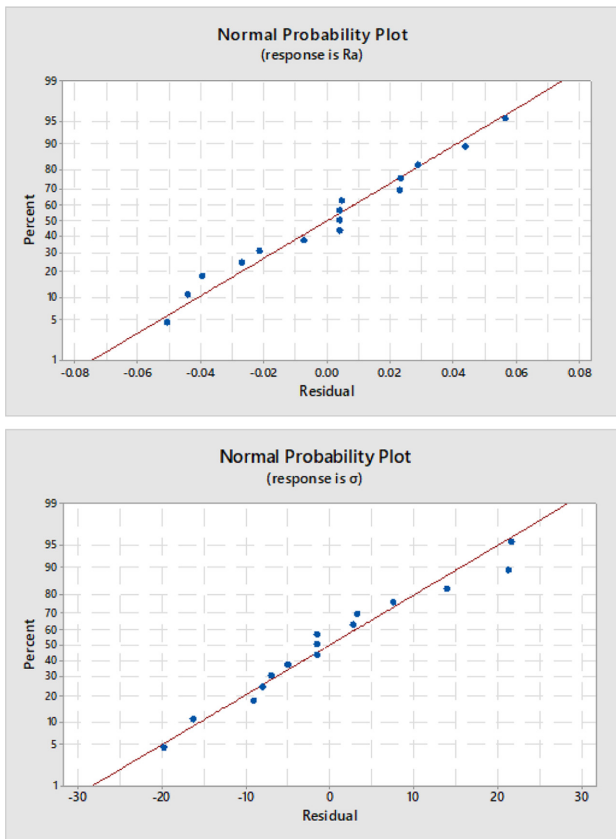 Normal Probability Plot
(response is Ra)
99
95
90
80
70
60
50
40
30
20
10
5
1
Percent
-0.08 -0.06 -0.04 -0.02 0.00 0.02 0.04 0.06 0.08
Residual
Normal Probability Plot
(response is σ)
99
95
90
80
70
60
50
40
30
20
10
5
1
Percent
-30 -20 -10 0 10 20 30
Residual